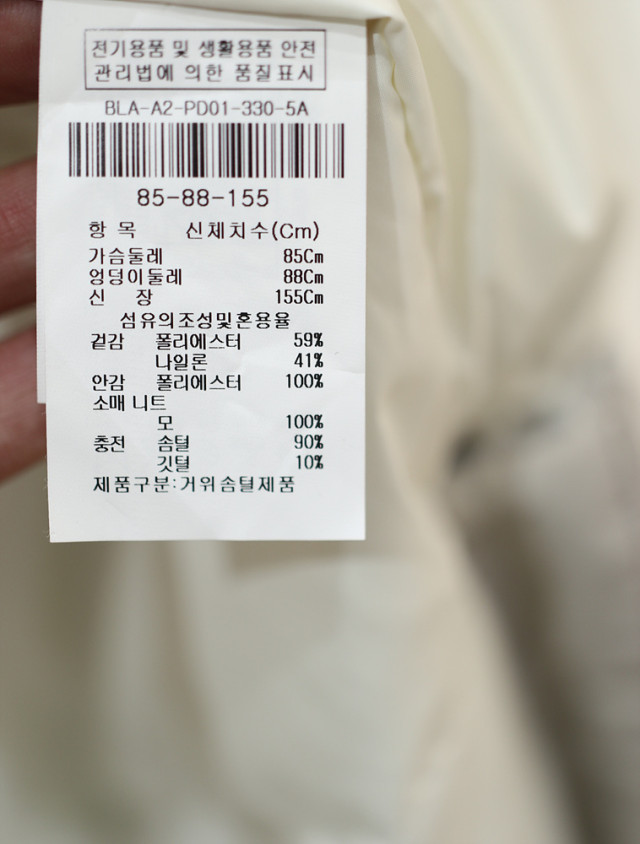 전기용품 및 생활용품 안전
관리법에 의한 품질표시
BLA-A2-PD01-330-5A
85-88-155
항 목 신체치수(Cm)
가슴둘레 85Cm
엉덩이둘레 88Cm
신 장 155Cm
섬유의조성및혼용율
겉감 폴리에스터 59%
나일론 41%
안감 폴리에스터 100%
소매 니트
모 100%
충전 솜털 90%
깃털 10%
제품구분:거위솜털제품